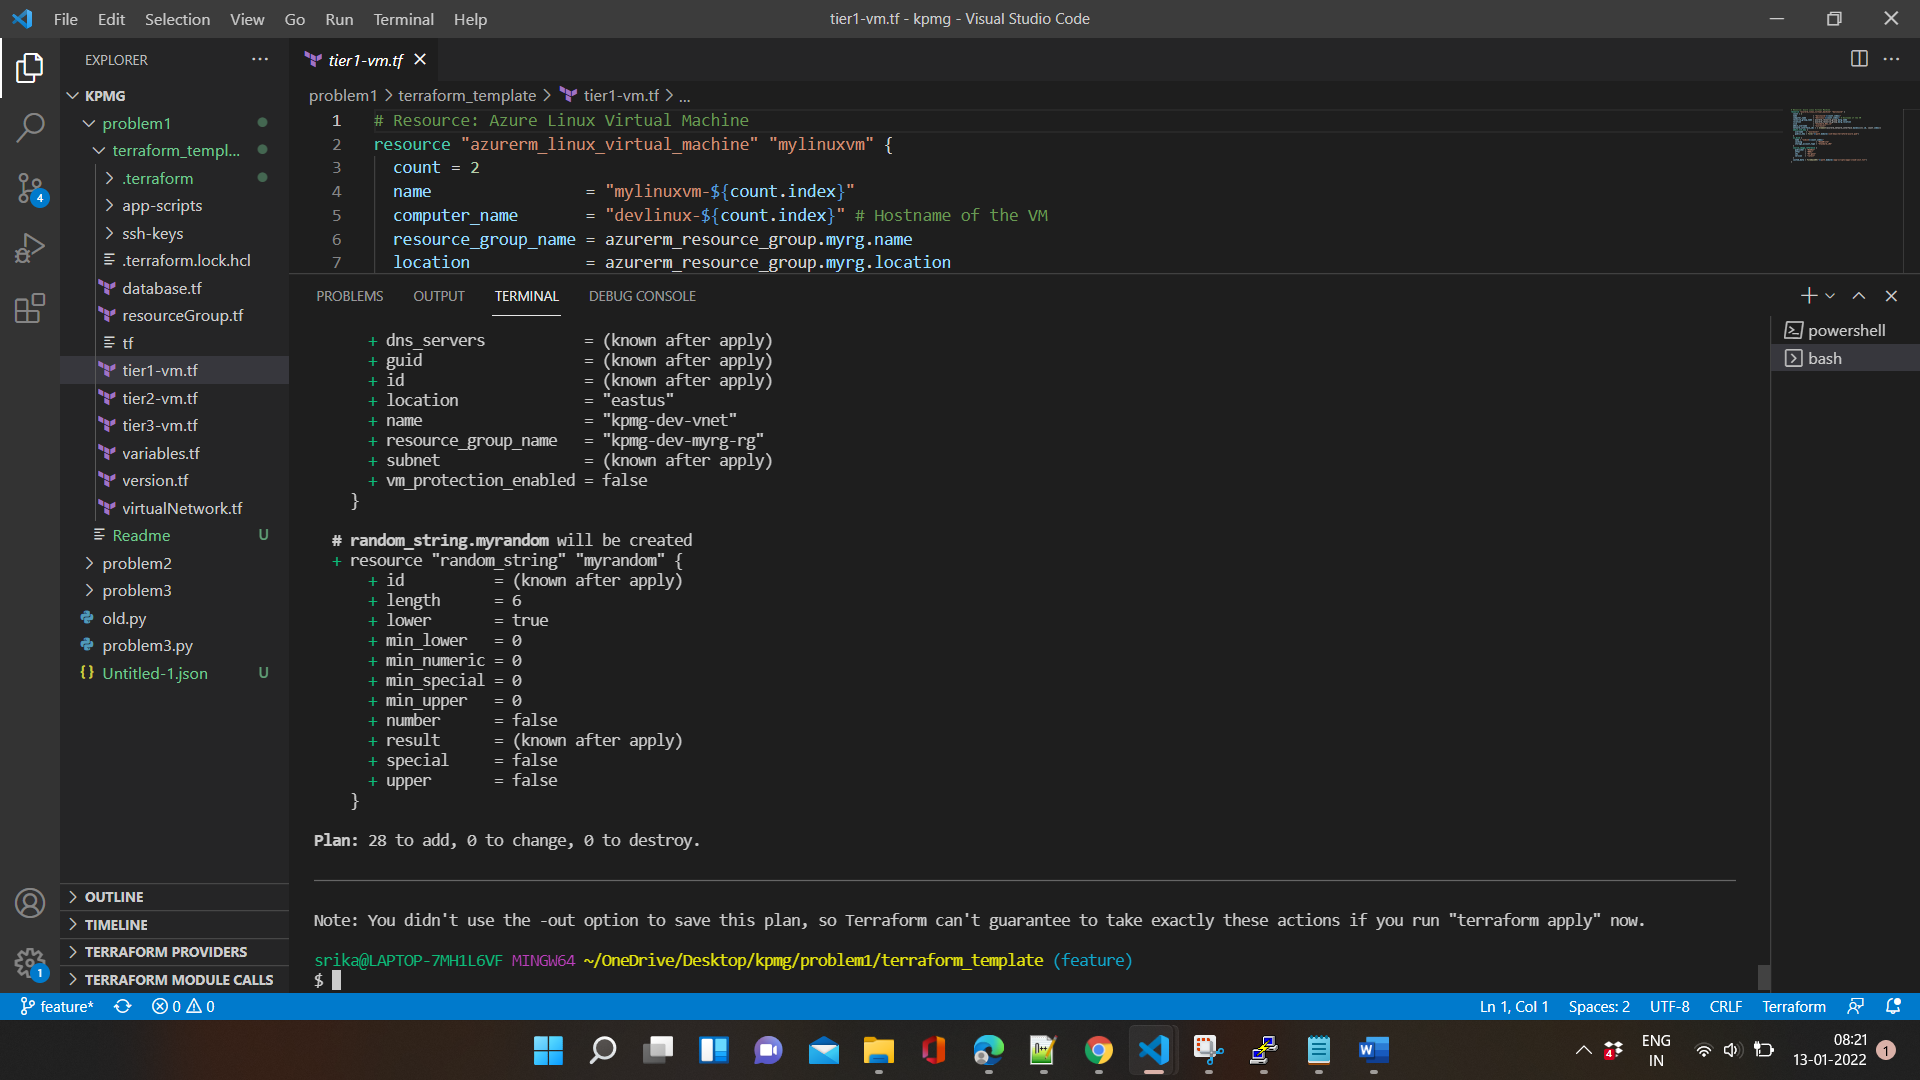 File Edit Selection View Go Run Terminal Help
tier1-vm.tf - kpmg - Visual Studio Code
EXPLORER
KPMG
problem1
terraform_templ...
.terraform
app-scripts
ssh-keys
.terraform.lock.hcl
database.tf
resourceGroup.tf
tf
tier1-vm.tf
tier2-vm.tf
tier3-vm.tf
variables.tf
version.tf
virtualNetwork.tf
Readme U
problem2
problem3
old.py
problem3.py
{} Untitled-1.json U
OUTLINE
TIMELINE
TERRAFORM PROVIDERS
TERRAFORM MODULE CALLS
4
1
tier1-vm.tf
problem1 > terraform_template > tier1-vm.tf > ...
1 # Resource: Azure Linux Virtual Machine
2 resource "azurerm_linux_virtual_machine" "mylinuxvm" {
3 count = 2
4 name = "mylinuxvm-${count.index}"
5 computer_name = "devlinux-${count.index}" # Hostname of the VM
6 resource_group_name = azurerm_resource_group.myrg.name
7 location = azurerm_resource_group.myrg.location
PROBLEMS OUTPUT TERMINAL DEBUG CONSOLE
powershell
bash
+ dns_servers = (known after apply)
+ guid = (known after apply)
+ id = (known after apply)
+ location = "eastus"
+ name = "kpmg-dev-vnet"
+ resource_group_name = "kpmg-dev-myrg-rg"
+ subnet = (known after apply)
+ vm_protection_enabled = false
}
# random_string.myrandom will be created
+ resource "random_string" "myrandom" {
+ id = (known after apply)
+ length = 6
+ lower = true
+ min_lower = 0
+ min_numeric = 0
+ min_special = 0
+ min_upper = 0
+ number = false
+ result = (known after apply)
+ special = false
+ upper = false
}
Plan: 28 to add, 0 to change, 0 to destroy.
Note: You didn't use the -out option to save this plan, so Terraform can't guarantee to take exactly these actions if you run "terraform apply" now.
srika@LAPTOP-7MH1L6VF MINGW64 ~/OneDrive/Desktop/kpmg/problem1/terraform_template (feature)
$
feature* 0 0
Ln 1, Col 1 Spaces: 2 UTF-8 CRLF Terraform
4
ENG
IN
08:21
13-01-2022
1